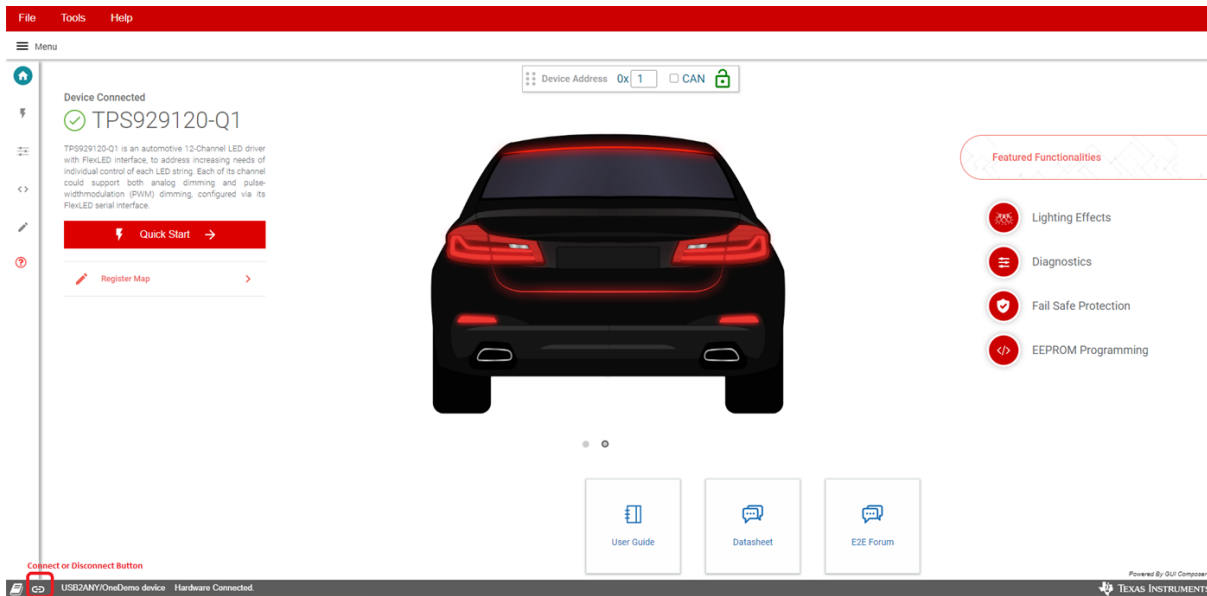 File Tools Help
Menu
Device Address 0x 1 CAN
Device Connected
TPS929120-Q1
TPS929120-Q1 is an automotive 12-Channel LED driver
with FlexLED interface, to address increasing needs of
individual control of each LED string. Each of its channel
could support both analog dimming and pulse-
widthmodulation (PWM) dimming, configured via its
FlexLED serial interface.
Quick Start
Register Map
Featured Functionalities
Lighting Effects
Diagnostics
Fail Safe Protection
EEPROM Programming
User Guide
Datasheet
E2E Forum
Connect or Disconnect Button
Powered By GUI Composer
USB2ANY/OneDemo device Hardware Connected.
TEXAS INSTRUMENTS